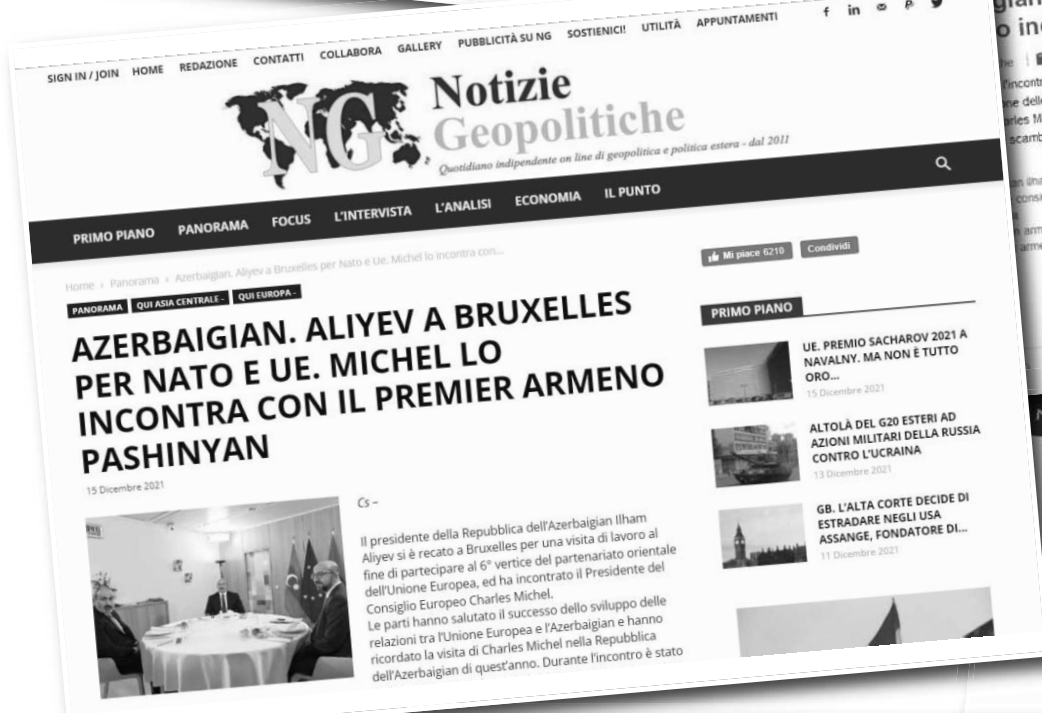 SIGN IN / JOIN HOME REDAZIONE CONTATTI COLLABORA GALLERY PUBBLICITÀ SU NG SOSTIENICI! UTILITÀ APPUNTAMENTI
NG
Notizie
Geopolitiche
Quotidiano indipendente on line di geopolitica e politica estera - dal 2011
PRIMO PIANO PANORAMA FOCUS L'INTERVISTA L'ANALISI ECONOMIA IL PUNTO
Home › Panorama › Azerbaigian. Aliyev a Bruxelles per Nato e Ue. Michel lo incontra con...
PANORAMA QUI ASIA CENTRALE - QUI EUROPA -
AZERBAIGIAN. ALIYEV A BRUXELLES
PER NATO E UE. MICHEL LO
INCONTRA CON IL PREMIER ARMENO
PASHINYAN
15 Dicembre 2021
Cs –
Il presidente della Repubblica dell'Azerbaigian Ilham
Aliyev si è recato a Bruxelles per una visita di lavoro al
fine di partecipare al 6° vertice del partenariato orientale
dell'Unione Europea, ed ha incontrato il Presidente del
Consiglio Europeo Charles Michel.
Le parti hanno salutato il successo dello sviluppo delle
relazioni tra l'Unione Europea e l'Azerbaigian e hanno
ricordato la visita di Charles Michel nella Repubblica
dell'Azerbaigian di quest'anno. Durante l'incontro è stato
Mi piace 6210 Condividi
PRIMO PIANO
UE. PREMIO SACHAROV 2021 A
NAVALNY. MA NON È TUTTO
ORO...
15 Dicembre 2021
ALTOLÀ DEL G20 ESTERI AD
AZIONI MILITARI DELLA RUSSIA
CONTRO L'UCRAINA
13 Dicembre 2021
GB. L'ALTA CORTE DECIDE DI
ESTRADARE NEGLI USA
ASSANGE, FONDATORE DI...
11 Dicembre 2021